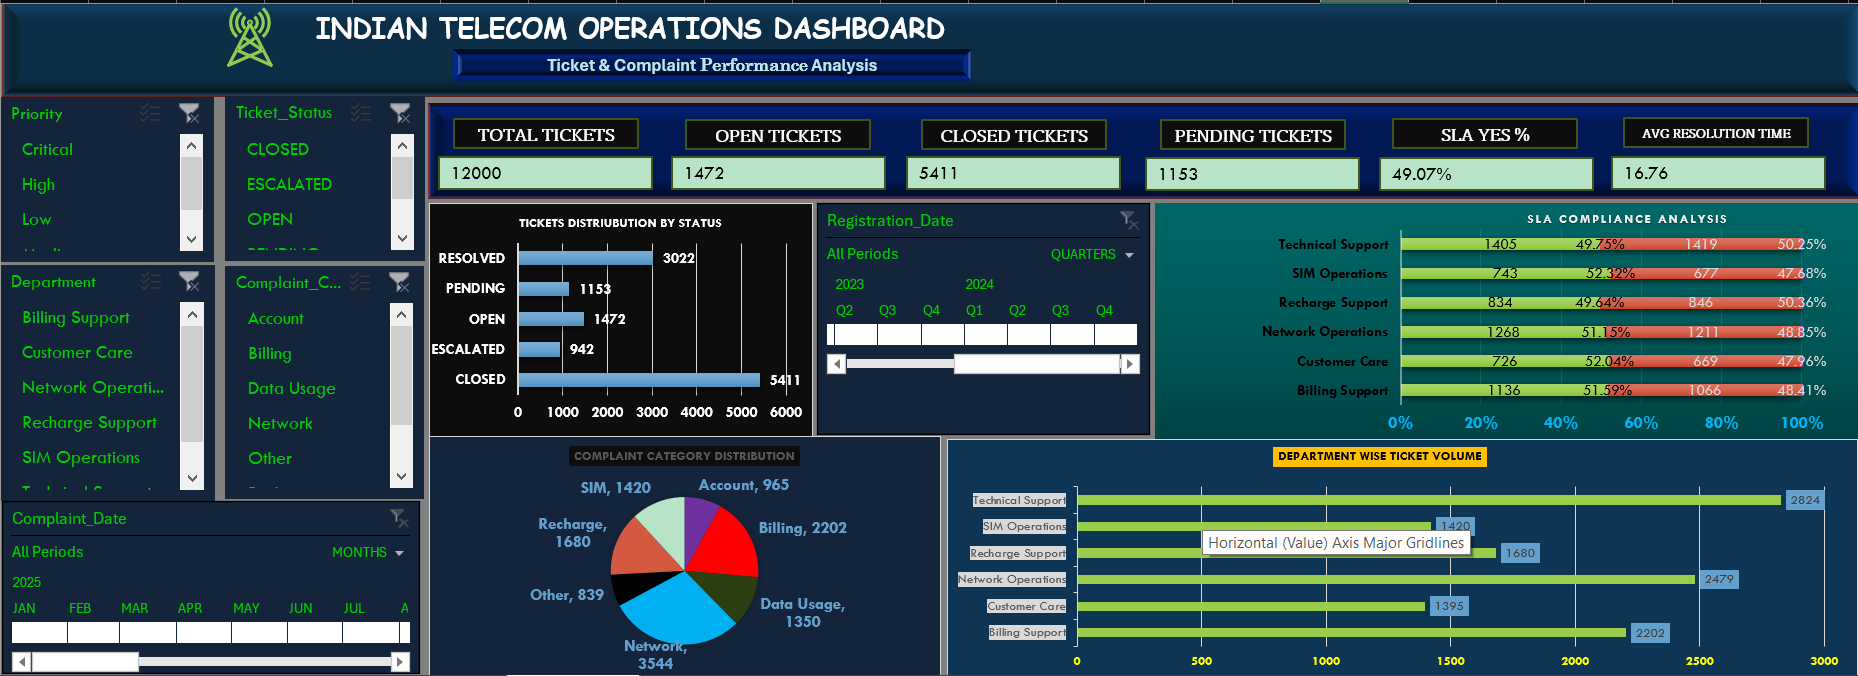 INDIAN TELECOM OPERATIONS DASHBOARD
Ticket & Complaint Performance Analysis
Priority
Critical
High
Low
Ticket_Status
CLOSED
ESCALATED
OPEN
PENDING
Department
Billing Support
Customer Care
Network Operati...
Recharge Support
SIM Operations
Technical Support
Complaint_C...
Account
Billing
Data Usage
Network
Other
Complaint_Date
All Periods
MONTHS
2025
JAN FEB MAR APR MAY JUN JUL A
TOTAL TICKETS
12000
OPEN TICKETS
1472
CLOSED TICKETS
5411
PENDING TICKETS
1153
SLA YES %
49.07%
AVG RESOLUTION TIME
16.76
TICKETS DISTRIUBUTION BY STATUS
RESOLVED 3022
PENDING 1153
OPEN 1472
ESCALATED 942
CLOSED 5411
0 1000 2000 3000 4000 5000 6000
Registration_Date
All Periods
QUARTERS
2023 2024
Q2 Q3 Q4 Q1 Q2 Q3 Q4
SLA COMPLIANCE ANALYSIS
Technical Support 1405 49.75% 1419 50.25%
SIM Operations 743 52.32% 677 47.68%
Recharge Support 834 49.64% 846 50.36%
Network Operations 1268 51.15% 1211 48.85%
Customer Care 726 52.04% 669 47.96%
Billing Support 1136 51.59% 1066 48.41%
0% 20% 40% 60% 80% 100%
COMPLAINT CATEGORY DISTRIBUTION
SIM, 1420
Account, 965
Recharge,
1680
Billing, 2202
Other, 839
Data Usage,
1350
Network,
3544
DEPARTMENT WISE TICKET VOLUME
Technical Support 2824
SIM Operations 1420
Horizontal (Value) Axis Major Gridlines
Recharge Support 1680
Network Operations 2479
Customer Care 1395
Billing Support 2202
0 500 1000 1500 2000 2500 3000